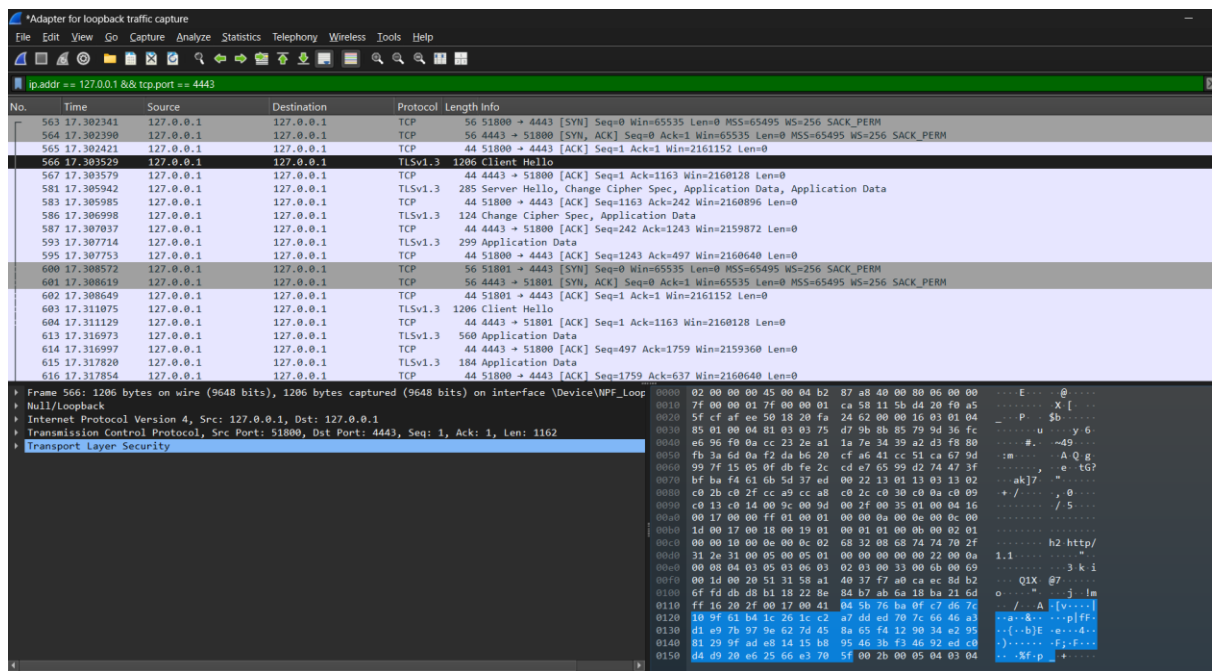 *Adapter for loopback traffic capture
File Edit View Go Capture Analyze Statistics Telephony Wireless Tools Help
ip.addr == 127.0.0.1 && tcp.port == 4443
No. Time Source Destination Protocol Length Info
563 17.302341 127.0.0.1 127.0.0.1 TCP 56 51800 → 4443 [SYN] Seq=0 Win=65535 Len=0 MSS=65495 WS=256 SACK_PERM
564 17.302390 127.0.0.1 127.0.0.1 TCP 56 4443 → 51800 [SYN, ACK] Seq=0 Ack=1 Win=65535 Len=0 MSS=65495 WS=256 SACK_PERM
565 17.302421 127.0.0.1 127.0.0.1 TCP 44 51800 → 4443 [ACK] Seq=1 Ack=1 Win=2161152 Len=0
566 17.303529 127.0.0.1 127.0.0.1 TLSv1.3 1206 Client Hello
567 17.303579 127.0.0.1 127.0.0.1 TCP 44 4443 → 51800 [ACK] Seq=1 Ack=1163 Win=2160128 Len=0
581 17.305942 127.0.0.1 127.0.0.1 TLSv1.3 285 Server Hello, Change Cipher Spec, Application Data, Application Data
583 17.305985 127.0.0.1 127.0.0.1 TCP 44 51800 → 4443 [ACK] Seq=1163 Ack=242 Win=2160896 Len=0
586 17.306998 127.0.0.1 127.0.0.1 TLSv1.3 124 Change Cipher Spec, Application Data
587 17.307037 127.0.0.1 127.0.0.1 TCP 44 4443 → 51800 [ACK] Seq=242 Ack=1243 Win=2159872 Len=0
593 17.307714 127.0.0.1 127.0.0.1 TLSv1.3 299 Application Data
595 17.307753 127.0.0.1 127.0.0.1 TCP 44 51800 → 4443 [ACK] Seq=1243 Ack=497 Win=2160640 Len=0
600 17.308572 127.0.0.1 127.0.0.1 TCP 56 51801 → 4443 [SYN] Seq=0 Win=65535 Len=0 MSS=65495 WS=256 SACK_PERM
601 17.308619 127.0.0.1 127.0.0.1 TCP 56 4443 → 51801 [SYN, ACK] Seq=0 Ack=1 Win=65535 Len=0 MSS=65495 WS=256 SACK_PERM
602 17.308649 127.0.0.1 127.0.0.1 TCP 44 51801 → 4443 [ACK] Seq=1 Ack=1 Win=2161152 Len=0
603 17.311075 127.0.0.1 127.0.0.1 TLSv1.3 1206 Client Hello
604 17.311129 127.0.0.1 127.0.0.1 TCP 44 4443 → 51801 [ACK] Seq=1 Ack=1163 Win=2160128 Len=0
613 17.316973 127.0.0.1 127.0.0.1 TLSv1.3 560 Application Data
614 17.316997 127.0.0.1 127.0.0.1 TCP 44 4443 → 51800 [ACK] Seq=497 Ack=1759 Win=2159360 Len=0
615 17.317820 127.0.0.1 127.0.0.1 TLSv1.3 184 Application Data
616 17.317854 127.0.0.1 127.0.0.1 TCP 44 51800 → 4443 [ACK] Seq=1759 Ack=637 Win=2160640 Len=0
Frame 566: 1206 bytes on wire (9648 bits), 1206 bytes captured (9648 bits) on interface \Device\NPF_Loop
Null/Loopback
Internet Protocol Version 4, Src: 127.0.0.1, Dst: 127.0.0.1
Transmission Control Protocol, Src Port: 51800, Dst Port: 4443, Seq: 1, Ack: 1, Len: 1162
Transport Layer Security
0000 02 00 00 00 45 00 04 b2 87 a8 40 00 80 06 00 00 ····E··· ··@·····
0010 7f 00 00 01 7f 00 00 01 ca 58 11 5b d4 20 f0 a5 ········ ·X·[· ··
0020 5f cf af ee 50 18 20 fa 24 62 00 00 16 03 01 04 _···P· · $b······
0030 85 01 00 04 81 03 03 75 d7 9b 8b 85 79 9d 36 fc ·······u ····y·6·
0040 e6 96 f0 0a cc 23 2e a1 1a 7e 34 39 a2 d3 f8 80 ·····#.· ·~49····
0050 fb 3a 6d 0a f2 da b6 20 cf a6 41 cc 51 ca 67 9d ·:m···· ··A·Q·g·
0060 99 7f 15 05 0f db fe 2c cd e7 65 99 d2 74 47 3f ·······, ··e··tG?
0070 bf ba f4 61 6b 5d 37 ed 00 22 13 01 13 03 13 02 ···ak]7· ·"······
0080 c0 2b c0 2f cc a9 cc a8 c0 2c c0 30 c0 0a c0 09 ·+·/···· ·,·0····
0090 c0 13 c0 14 00 9c 00 9d 00 2f 00 35 01 00 04 16 ········ ·/·5····
00a0 00 17 00 00 ff 01 00 01 00 00 0a 00 0e 00 0c 00 ········ ········
00b0 1d 00 17 00 18 00 19 01 00 01 01 00 0b 00 02 01 ········ ········
00c0 00 00 10 00 0e 00 0c 02 68 32 08 68 74 74 70 2f ········ h2·http/
00d0 31 2e 31 00 05 00 05 01 00 00 00 00 00 22 00 0a 1.1····· ·····"··
00e0 00 08 04 03 05 03 06 03 02 03 00 33 00 6b 00 69 ········ ···3·k·i
00f0 00 1d 00 20 51 31 58 a1 40 37 f7 a0 ca ec 8d b2 ··· Q1X· @7······
0100 6f fd db d8 b1 18 22 8e 84 b7 ab 6a 18 ba 21 6d o·····"· ···j··!m
0110 ff 16 20 2f 00 17 00 41 04 5b 76 ba 0f c7 d6 7c ·· /···A ·[v····|
0120 10 9f 61 b4 1c 26 1c c2 a7 dd ed 70 7c 66 46 a3 ··a··&·· ···p|fF·
0130 d1 e9 7b 97 9e 62 7d 45 8a 65 f4 12 90 34 e2 95 ··{··b}E ·e···4··
0140 81 29 9f ad e8 14 15 b8 95 46 3b f3 46 92 ed c0 ·)······ ·F;·F···
0150 d4 d9 20 e6 25 66 e3 70 5f 00 2b 00 05 04 03 04 ·· ·%f·p _·+·····